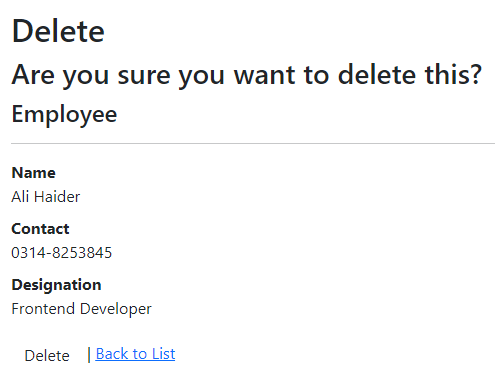 Delete
Are you sure you want to delete this?
Employee
Name
Ali Haider
Contact
0314-8253845
Designation
Frontend Developer
Delete | Back to List